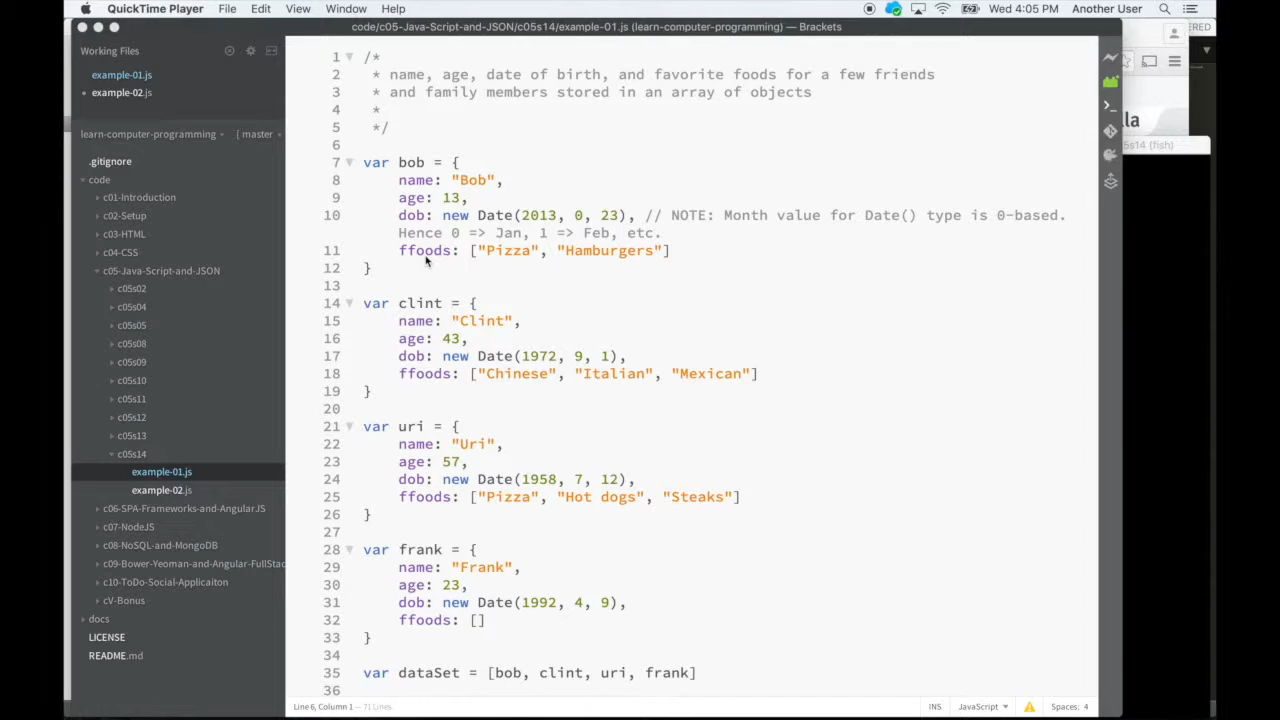 QuickTime Player File Edit View Window Help Wed 4:05 PM Another User
code/c05-Java-Script-and-JSON/c05s14/example-01.js (learn-computer-programming) — Brackets
Working Files
example-01.js
example-02.js
learn-computer-programming [ master
.gitignore
code
c01-Introduction
c02-Setup
c03-HTML
c04-CSS
c05-Java-Script-and-JSON
c05s02
c05s04
c05s05
c05s08
c05s09
c05s10
c05s11
c05s12
c05s13
c05s14
example-01.js
example-02.js
c06-SPA-Frameworks-and-AngularJS
c07-NodeJS
c08-NoSQL-and-MongoDB
c09-Bower-Yeoman-and-Angular-FullStac
c10-ToDo-Social-Applicaiton
cV-Bonus
docs
LICENSE
README.md
1 /*
2 * name, age, date of birth, and favorite foods for a few friends
3 * and family members stored in an array of objects
4 *
5 */
6
7 var bob = {
8 name: "Bob",
9 age: 13,
10 dob: new Date(2013, 0, 23), // NOTE: Month value for Date() type is 0-based.
Hence 0 => Jan, 1 => Feb, etc.
11 ffoods: ["Pizza", "Hamburgers"]
12 }
13
14 var clint = {
15 name: "Clint",
16 age: 43,
17 dob: new Date(1972, 9, 1),
18 ffoods: ["Chinese", "Italian", "Mexican"]
19 }
20
21 var uri = {
22 name: "Uri",
23 age: 57,
24 dob: new Date(1958, 7, 12),
25 ffoods: ["Pizza", "Hot dogs", "Steaks"]
26 }
27
28 var frank = {
29 name: "Frank",
30 age: 23,
31 dob: new Date(1992, 4, 9),
32 ffoods: []
33 }
34
35 var dataSet = [bob, clint, uri, frank]
36
Line 6, Column 1 — 71 Lines INS JavaScript Spaces: 4
ERED
lla
5s14 (fish)